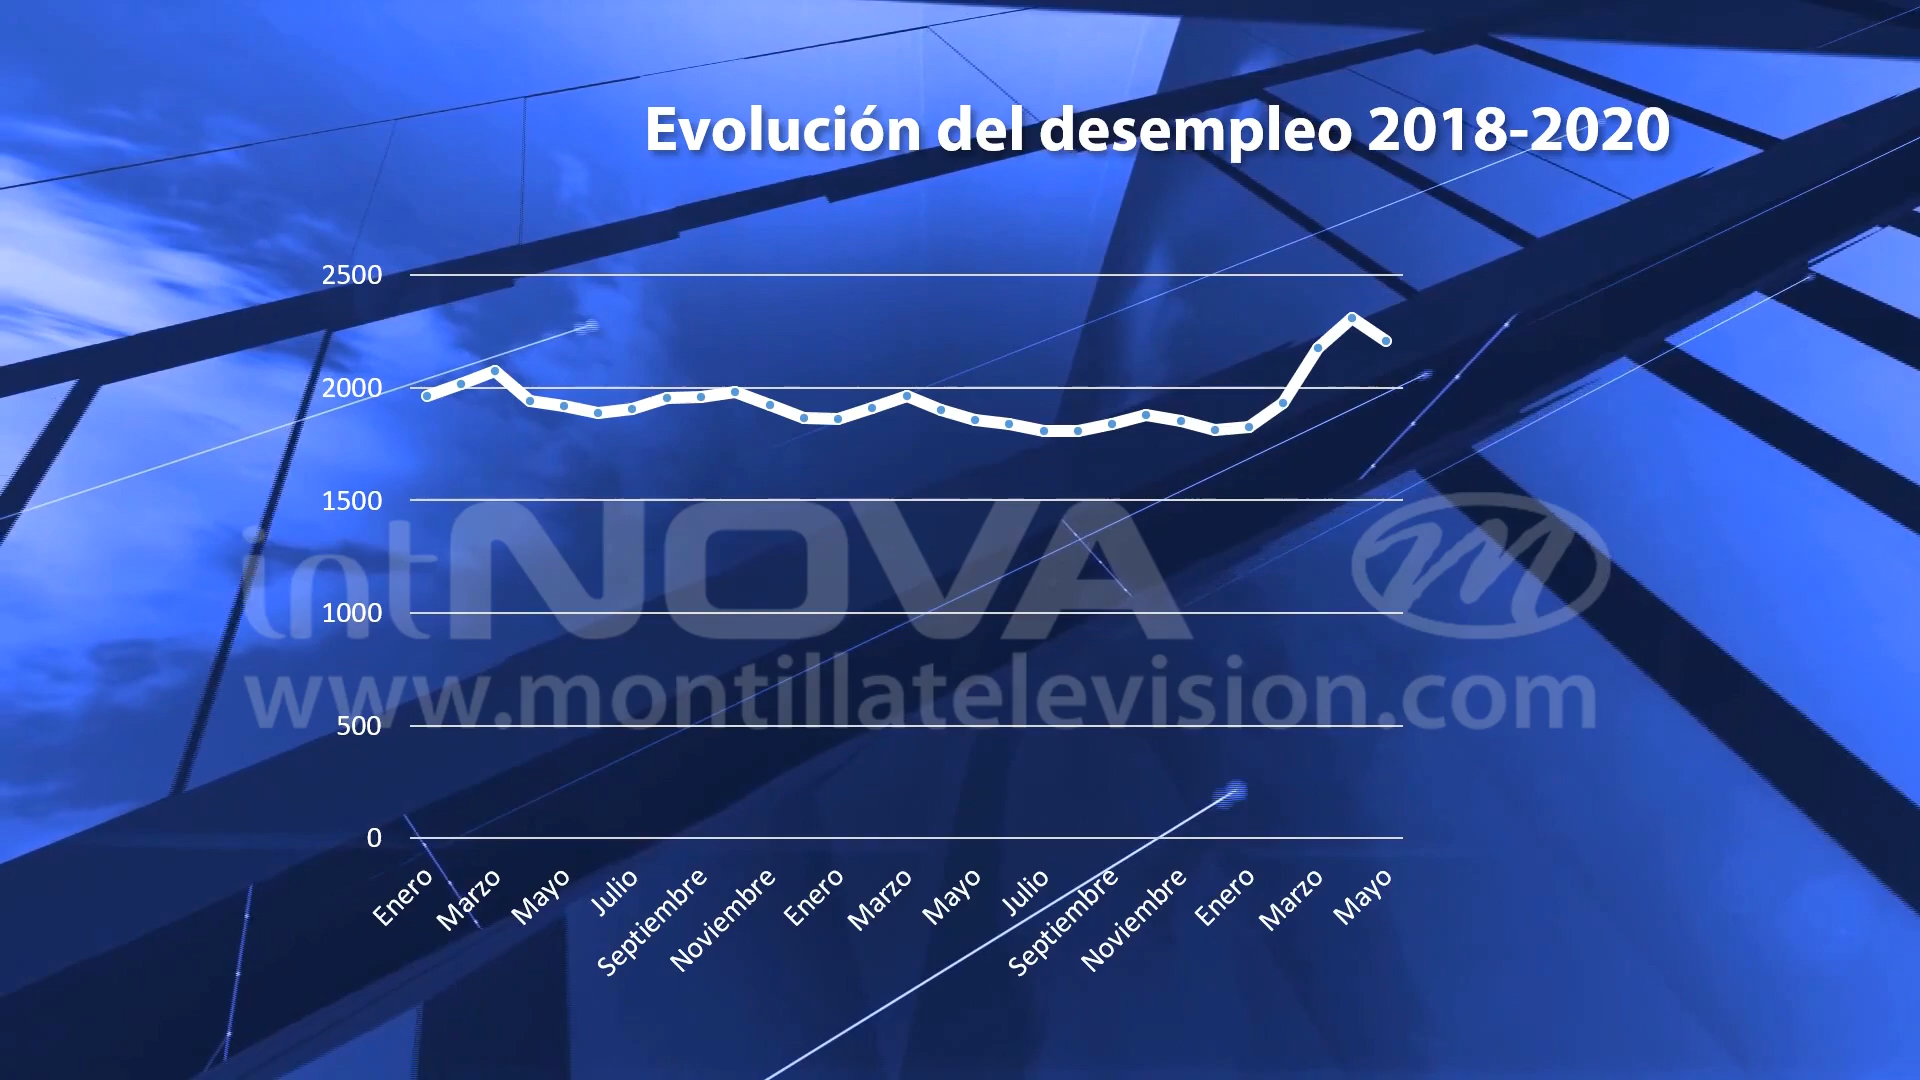 Evolución del desempleo 2018-2020
2500
2000
1500
1000
500
0
Enero
Marzo
Mayo
Julio
Septiembre
Noviembre
Enero
Marzo
Mayo
Julio
Septiembre
Noviembre
Enero
Marzo
Mayo
intNOVA M
www.montillatelevision.com